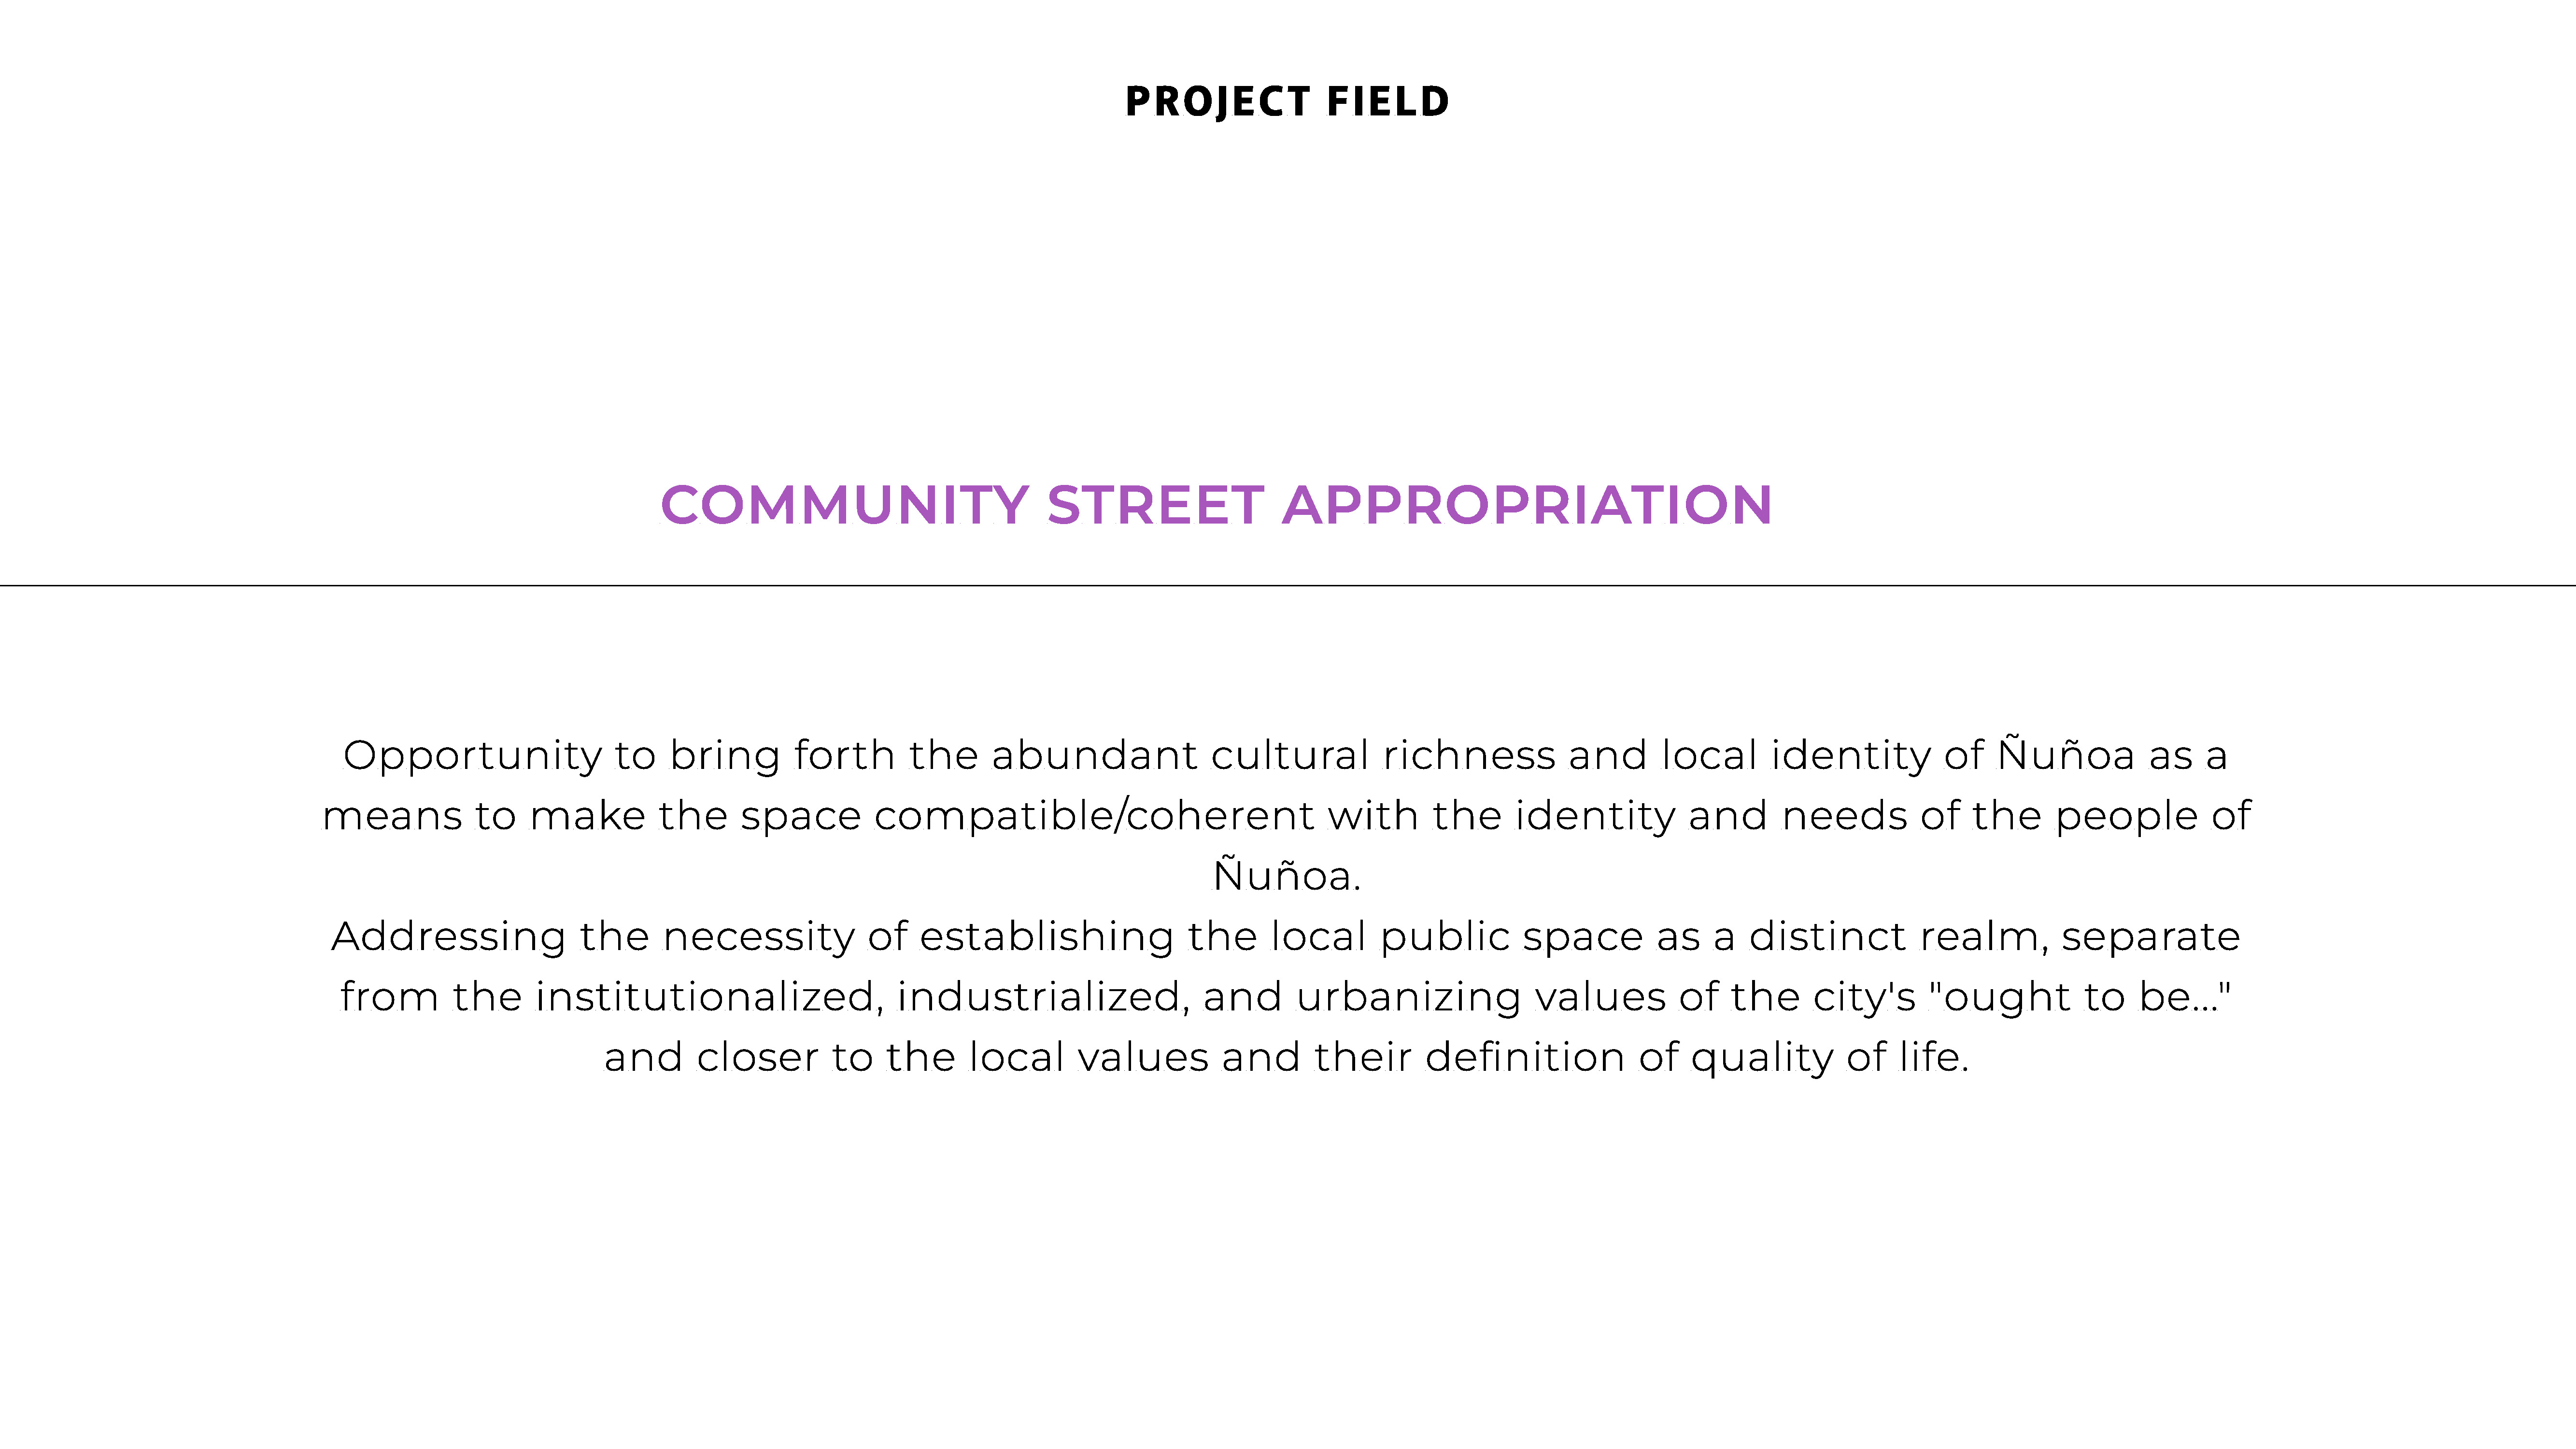 PROJECT FIELD
COMMUNITY STREET APPROPRIATION
Opportunity to bring forth the abundant cultural richness and local identity of Ñuñoa as a
means to make the space compatible/coherent with the identity and needs of the people of
Ñuñoa.
Addressing the necessity of establishing the local public space as a distinct realm, separate
from the institutionalized, industrialized, and urbanizing values of the city's "ought to be..."
and closer to the local values and their definition of quality of life.